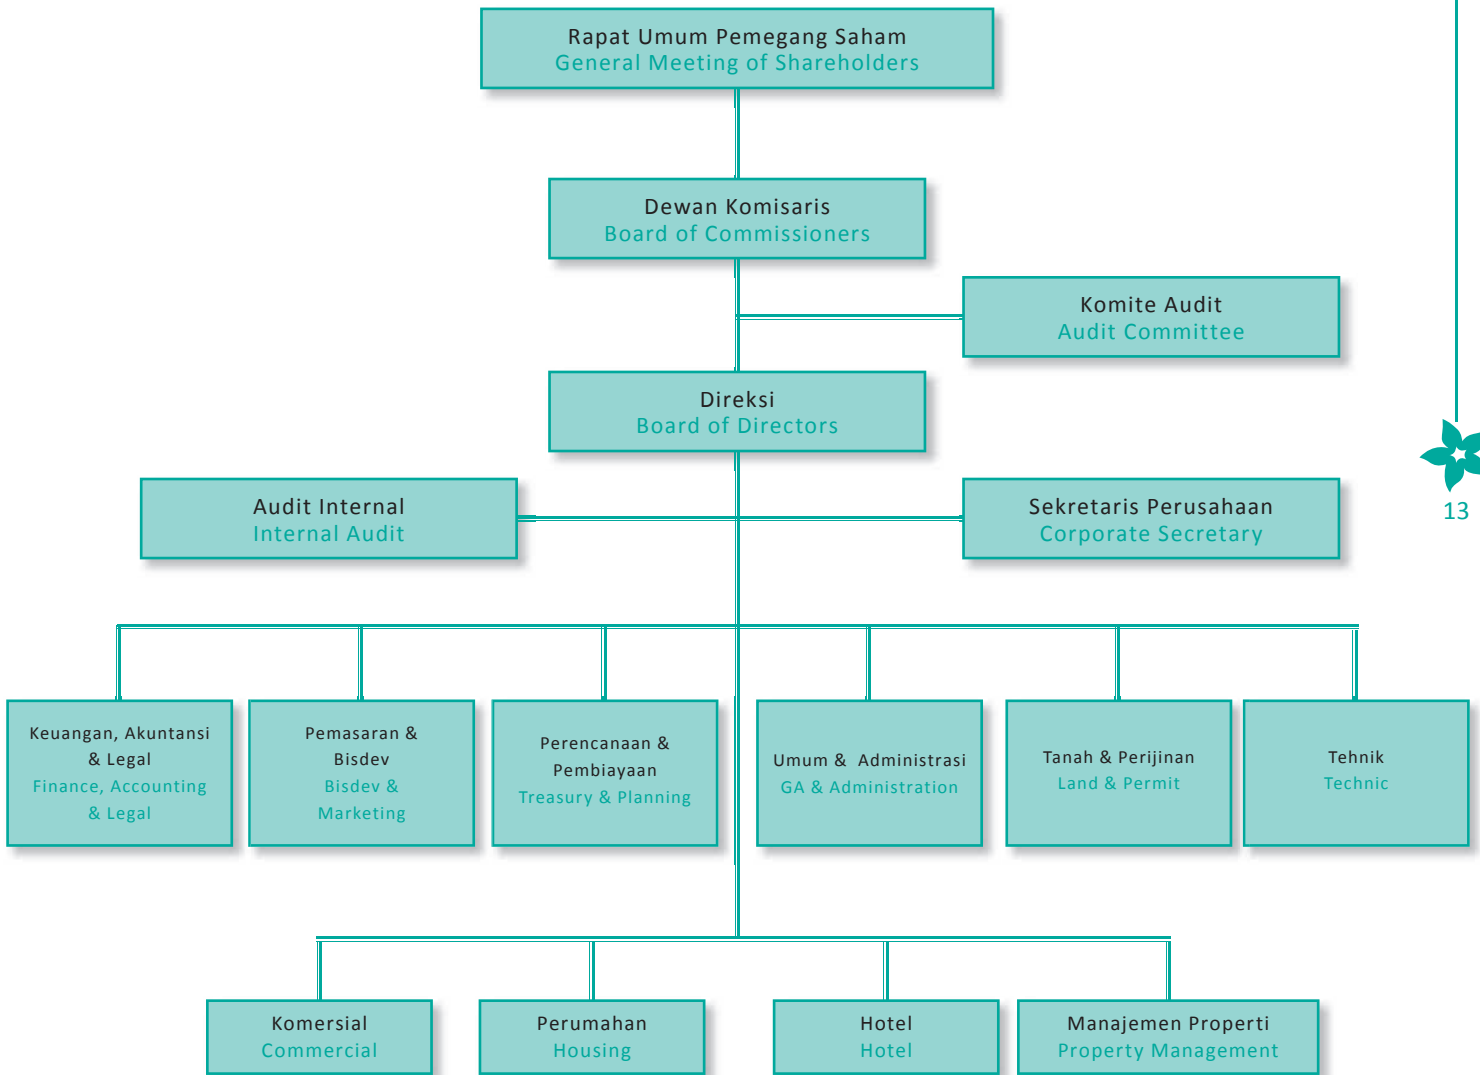 Rapat Umum Pemegang Saham
General Meeting of Shareholders
Dewan Komisaris
Board of Commissioners
Komite Audit
Audit Committee
Direksi
Board of Directors
Audit Internal
Internal Audit
Sekretaris Perusahaan
Corporate Secretary
13
Keuangan, Akuntansi
& Legal
Finance, Accounting
& Legal
Pemasaran &
Bisdev
Bisdev &
Marketing
Perencanaan &
Pembiayaan
Treasury & Planning
Umum & Administrasi
GA & Administration
Tanah & Perijinan
Land & Permit
Tehnik
Technic
Komersial
Commercial
Perumahan
Housing
Hotel
Hotel
Manajemen Properti
Property Management